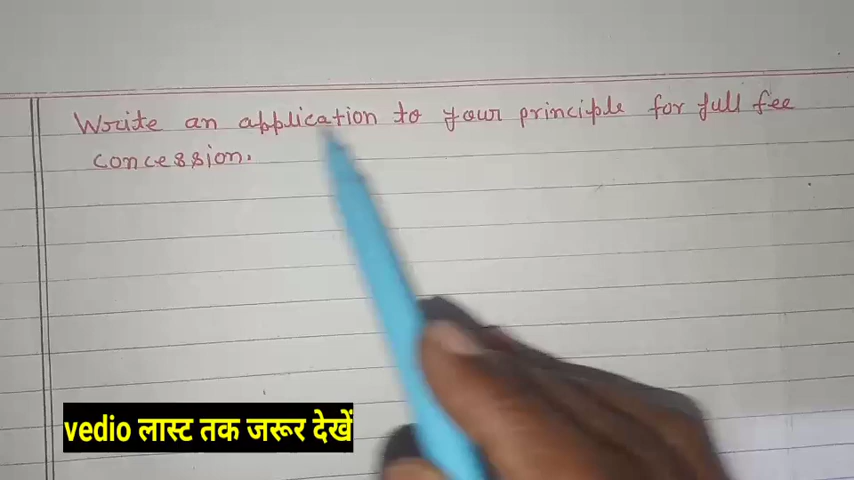 Write an application to your principle for full fee
concession.
vedio लास्ट तक जरूर देखें